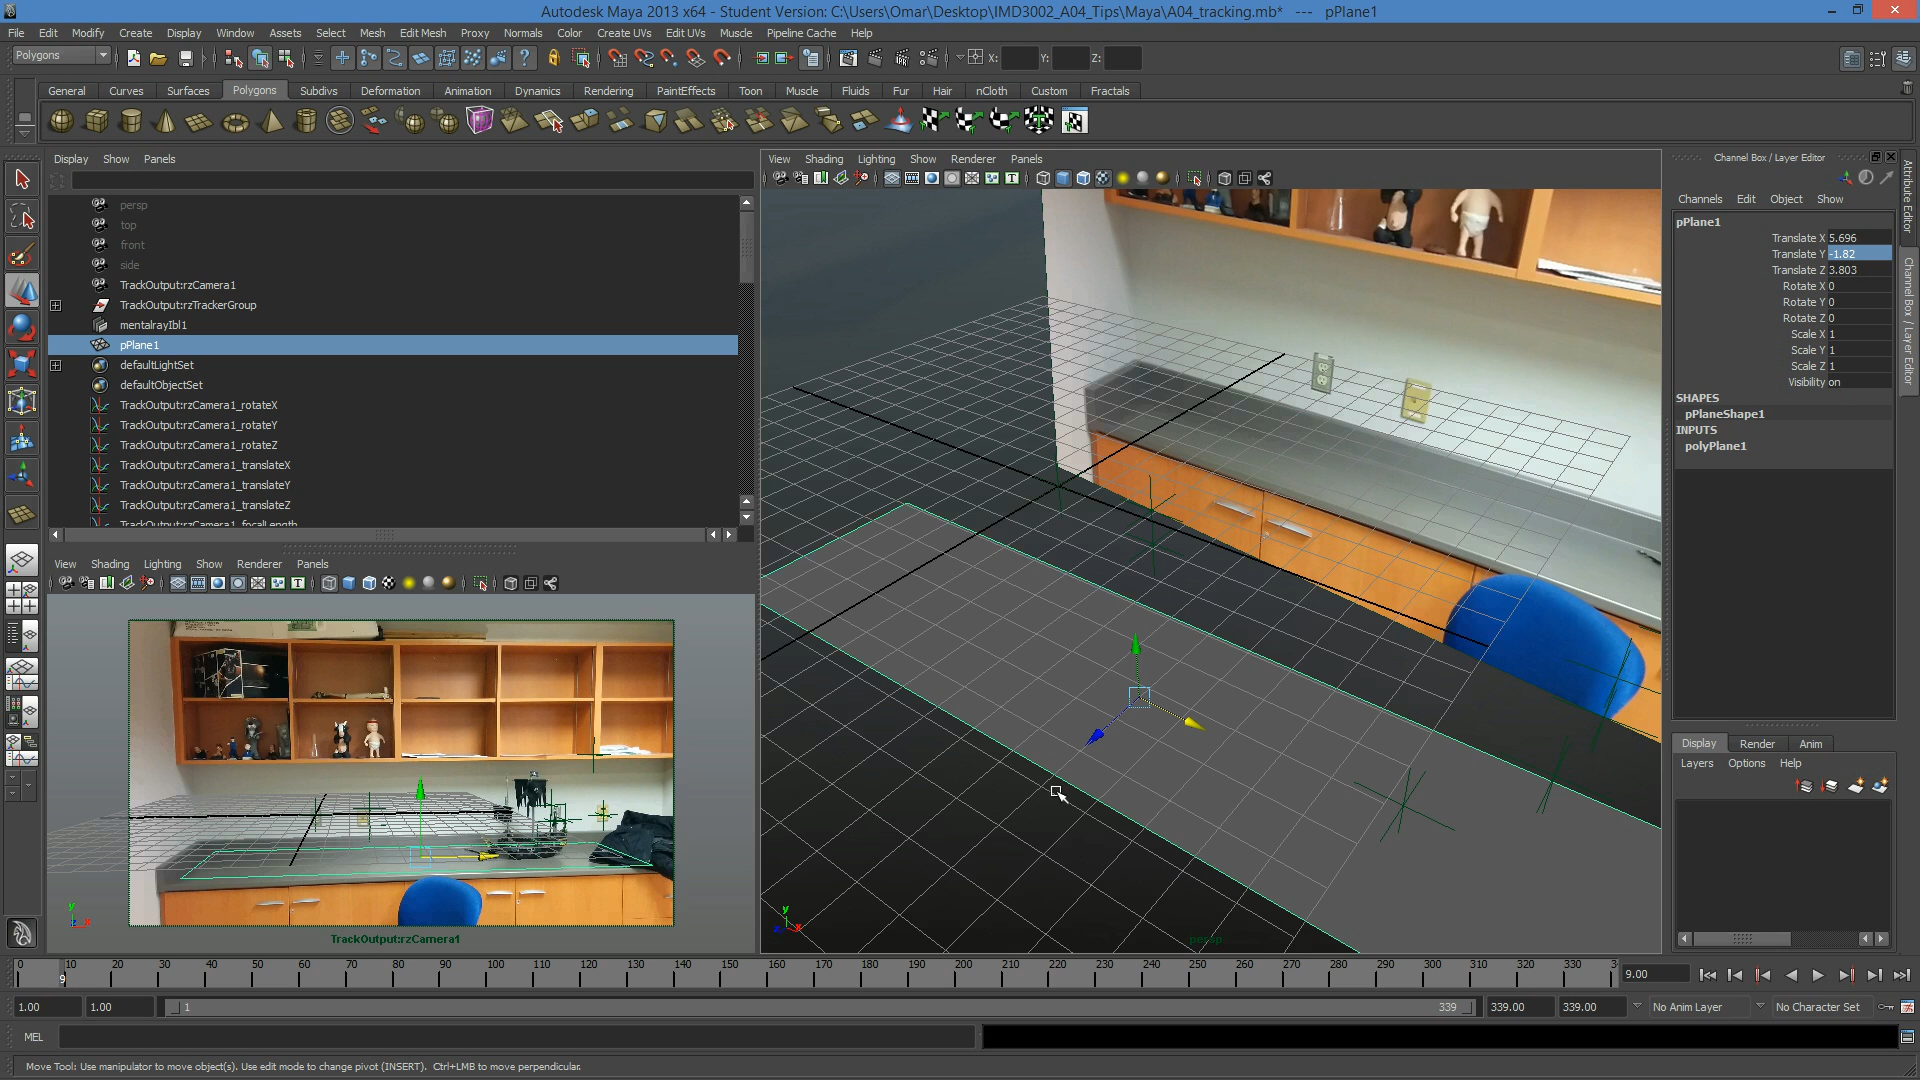 Autodesk Maya 2013 x64 - Student Version: C:\Users\Omar\Desktop\IMD3002_A04_Tips\Maya\A04_tracking.mb* --- pPlane1
File Edit Modify Create Display Window Assets Select Mesh Edit Mesh Proxy Normals Color Create UVs Edit UVs Muscle Pipeline Cache Help
Polygons X: Y: Z:
General Curves Surfaces Polygons Subdivs Deformation Animation Dynamics Rendering PaintEffects Toon Muscle Fluids Fur Hair nCloth Custom Fractals
Display Show Panels
persp
top
front
side
TrackOutput:rzCamera1
TrackOutput:rzTrackerGroup
mentalrayIbl1
pPlane1
defaultLightSet
defaultObjectSet
TrackOutput:rzCamera1_rotateX
TrackOutput:rzCamera1_rotateY
TrackOutput:rzCamera1_rotateZ
TrackOutput:rzCamera1_translateX
TrackOutput:rzCamera1_translateY
TrackOutput:rzCamera1_translateZ
TrackOutput:rzCamera1_focalLength
View Shading Lighting Show Renderer Panels
TrackOutput:rzCamera1
View Shading Lighting Show Renderer Panels
persp
Channel Box / Layer Editor
Channels Edit Object Show
pPlane1
Translate X 5.696
Translate Y -1.82
Translate Z 3.803
Rotate X 0
Rotate Y 0
Rotate Z 0
Scale X 1
Scale Y 1
Scale Z 1
Visibility on
SHAPES
pPlaneShape1
INPUTS
polyPlane1
Attribute Editor
Channel Box / Layer Editor
Display Render Anim
Layers Options Help
0 10 20 30 40 50 60 70 80 90 100 110 120 130 140 150 160 170 180 190 200 210 220 230 240 250 260 270 280 290 300 310 320 330
9
9.00
1.00 1.00 1 339 339.00 339.00 No Anim Layer No Character Set
MEL
Move Tool: Use manipulator to move object(s). Use edit mode to change pivot (INSERT). Ctrl+LMB to move perpendicular.